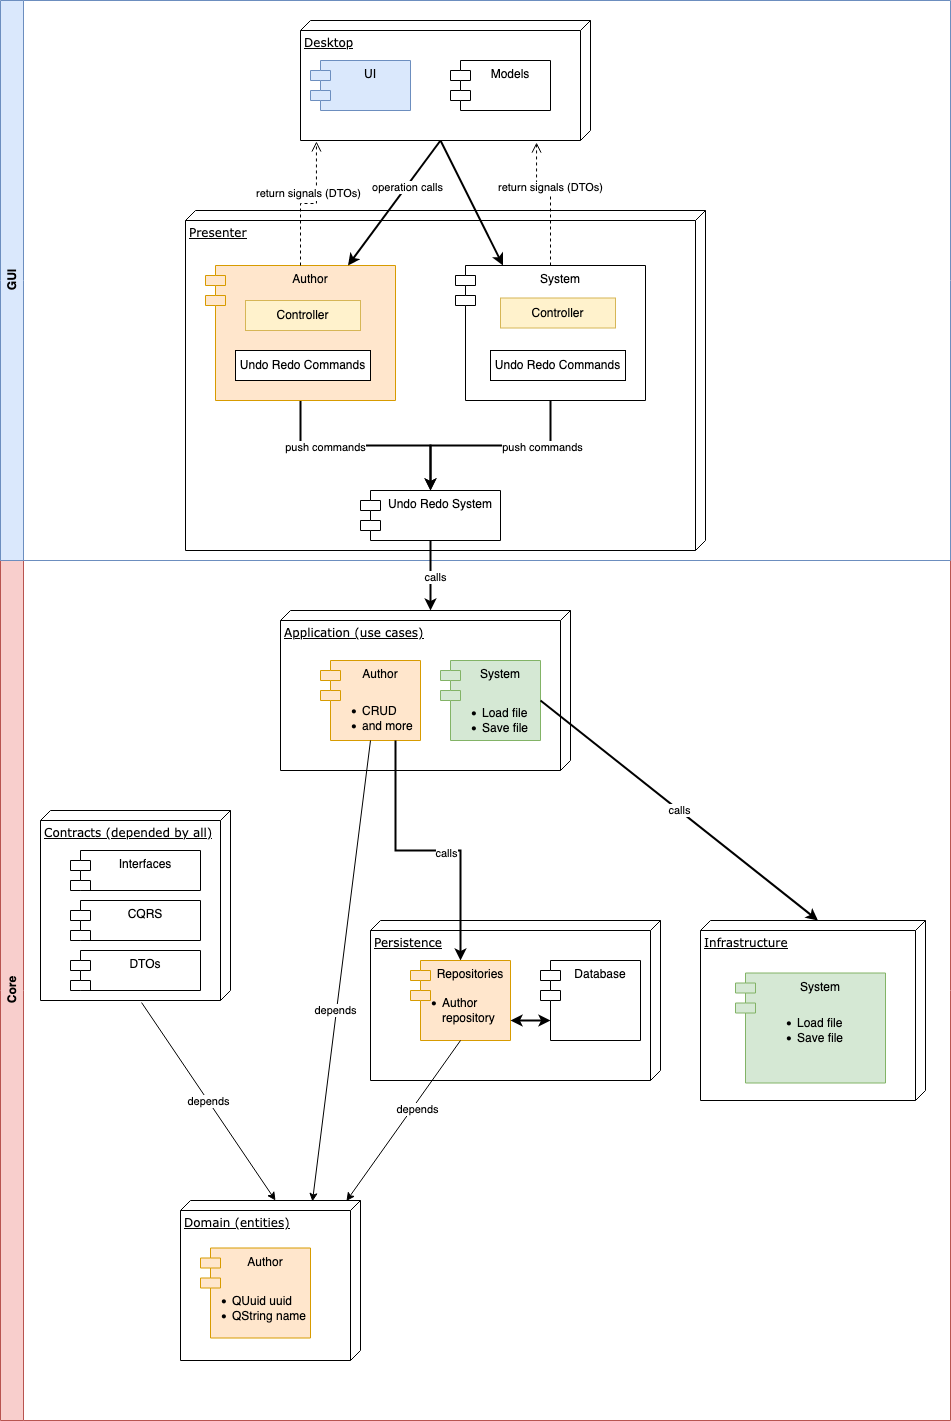 GUI
Desktop
UI
Models
return signals (DTOs)
operation calls
return signals (DTOs)
Presenter
Author
Controller
Undo Redo Commands
System
Controller
Undo Redo Commands
push commands
push commands
Undo Redo System
calls
Core
Application (use cases)
Author
• CRUD
• and more
System
• Load file
• Save file
calls
Contracts (depended by all)
Interfaces
CQRS
DTOs
calls
Persistence
Repositories
• Author
repository
Database
Infrastructure
System
• Load file
• Save file
depends
depends
depends
Domain (entities)
Author
• QUuid uuid
• QString name